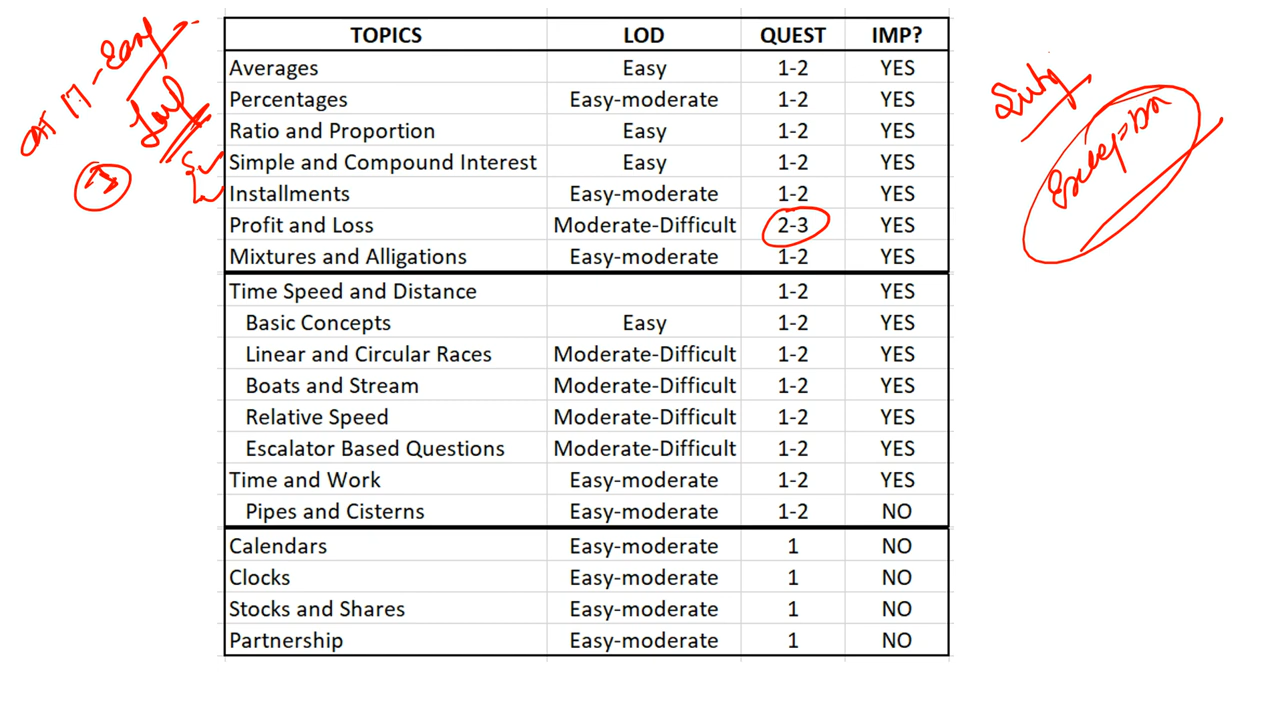 TOPICS LOD QUEST IMP?
Averages Easy 1-2 YES
Percentages Easy-moderate 1-2 YES
Ratio and Proportion Easy 1-2 YES
Simple and Compound Interest Easy 1-2 YES
Installments Easy-moderate 1-2 YES
Profit and Loss Moderate-Difficult 2-3 YES
Mixtures and Alligations Easy-moderate 1-2 YES
Time Speed and Distance 1-2 YES
Basic Concepts Easy 1-2 YES
Linear and Circular Races Moderate-Difficult 1-2 YES
Boats and Stream Moderate-Difficult 1-2 YES
Relative Speed Moderate-Difficult 1-2 YES
Escalator Based Questions Moderate-Difficult 1-2 YES
Time and Work Easy-moderate 1-2 YES
Pipes and Cisterns Easy-moderate 1-2 NO
Calendars Easy-moderate 1 NO
Clocks Easy-moderate 1 NO
Stocks and Shares Easy-moderate 1 NO
Partnership Easy-moderate 1 NO